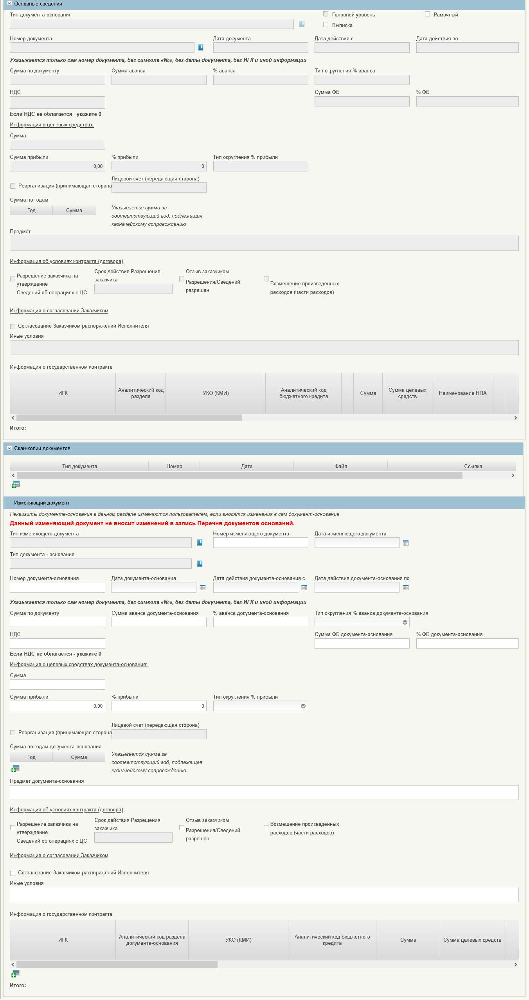 Основные сведения
Тип документа-основания
Головной уровень
Рамочный
Выписка
Номер документа
Дата документа
Дата действия с
Дата действия по
Указывается только сам номер документа, без символа «№», без даты документа, без ИГК и иной информации
Сумма по документу
Сумма аванса
% аванса
Тип округления % аванса
НДС
Сумма ФБ
% ФБ
Если НДС не облагается - укажите 0
Информация о целевых средствах:
Сумма
Сумма прибыли
% прибыли
Тип округления % прибыли
0,00
0
Лицевой счет (передающая сторона)
Реорганизация (принимающая сторона
Сумма по годам
Год
Сумма
Указывается сумма за
соответствующий год, подлежащая
казначейскому сопровождению
Предмет
Информация об условиях контракта (договора)
Разрешение заказчика на
утверждение
Сведений об операциях с ЦС
Срок действия Разрешения
заказчика
Отзыв заказчиком
Разрешения/Сведений
разрешен
Возмещение произведенных
расходов (части расходов)
Информация о согласовании Заказчиком
Согласование Заказчиком распоряжений Исполнителя
Иные условия
Информация о государственном контракте
ИГК
Аналитический код
раздела
УКО (КМИ)
Аналитический код
бюджетного кредита
Сумма
Сумма целевых
средств
Наименование НПА
Итого:
Скан-копии документов
Тип документа
Номер
Дата
Файл
Ссылка
Изменяющий документ
Реквизиты документа-основания в данном разделе изменяются пользователем, если вносятся изменения в сам документ-основание
Данный изменяющий документ не вносит изменений в запись Перечня документов оснований.
Тип изменяющего документа
Номер изменяющего документа
Дата изменяющего документа
Тип документа - основания
Номер документа-основания
Дата документа-основания
Дата действия документа-основания с
Дата действия документа-основания по
Указывается только сам номер документа, без символа «№», без даты документа, без ИГК и иной информации
Сумма по документу
Сумма аванса документа-основания
% аванса документа-основания
Тип округления % аванса документа-основания
НДС
Сумма ФБ документа-основания
% ФБ документа-основания
Если НДС не облагается - укажите 0
Информация о целевых средствах документа-основания:
Сумма
Сумма прибыли
% прибыли
Тип округления % прибыли
0,00
0
Лицевой счет (передающая сторона)
Реорганизация (принимающая сторона
Сумма по годам документа-основания
Год
Сумма
Указывается сумма за
соответствующий год, подлежащая
казначейскому сопровождению
Предмет документа-основания
Информация об условиях контракта (договора)
Разрешение заказчика на
утверждение
Сведений об операциях с ЦС
Срок действия Разрешения
заказчика
Отзыв заказчиком
Разрешения/Сведений
разрешен
Возмещение произведенных
расходов (части расходов)
Информация о согласовании Заказчиком
Согласование Заказчиком распоряжений Исполнителя
Иные условия
Информация о государственном контракте
ИГК
Аналитический код раздела
документа-основания
УКО (КМИ)
Аналитический код бюджетного
кредита
Сумма
Сумма целевых средств
Итого: